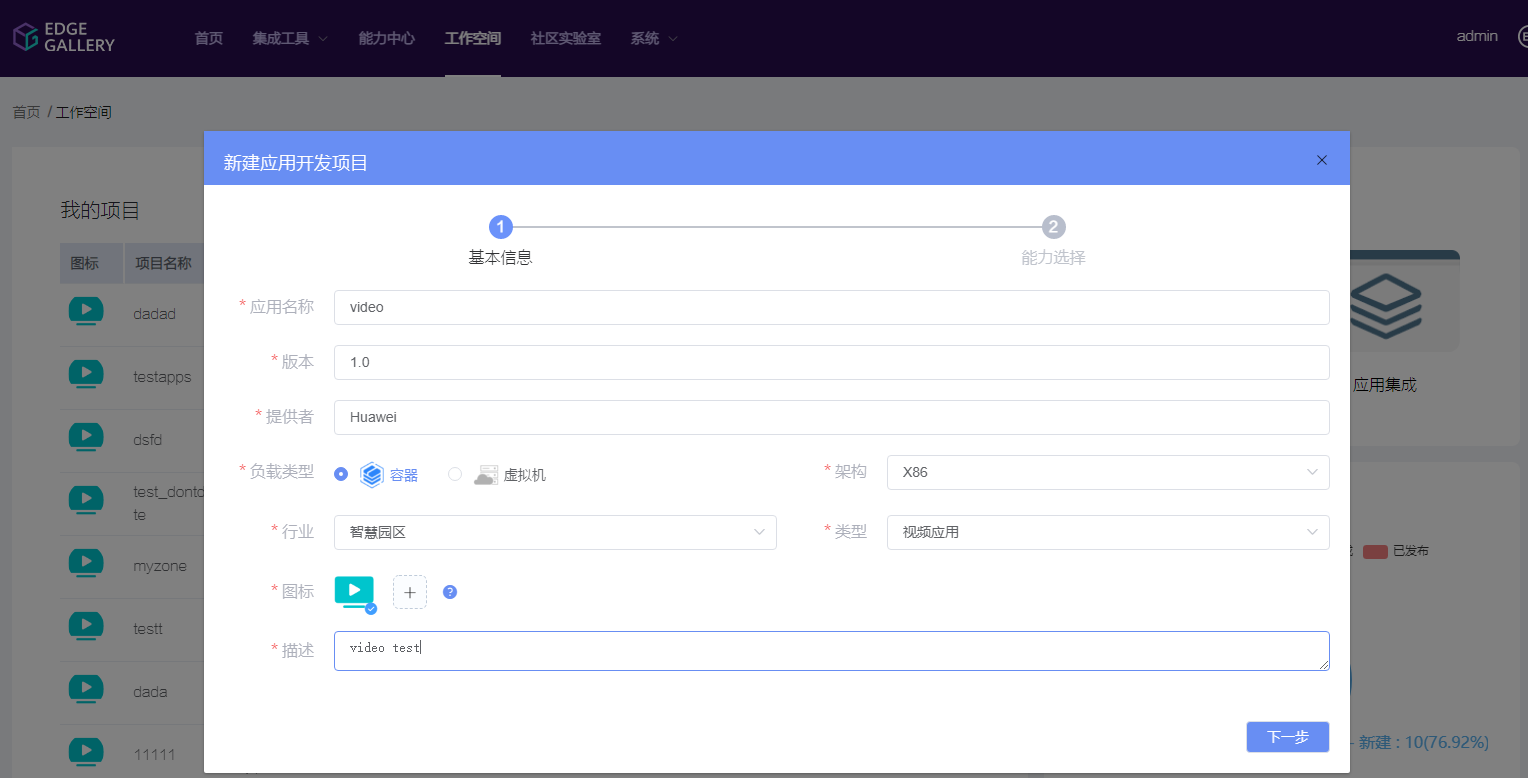 EDGE
GALLERY
首页
集成工具
能力中心
工作空间
社区实验室
系统
admin
首页 / 工作空间
新建应用开发项目
我的项目
图标
项目名称
dadad
testapps
dsfd
test_dontd
te
myzone
testt
dada
11111
1
基本信息
2
能力选择
* 应用名称
video
* 版本
1.0
* 提供者
Huawei
* 负载类型
容器
虚拟机
* 架构
X86
* 行业
智慧园区
* 类型
视频应用
* 图标
+
?
* 描述
video test
下一步
应用集成
已发布
新建 : 10(76.92%)